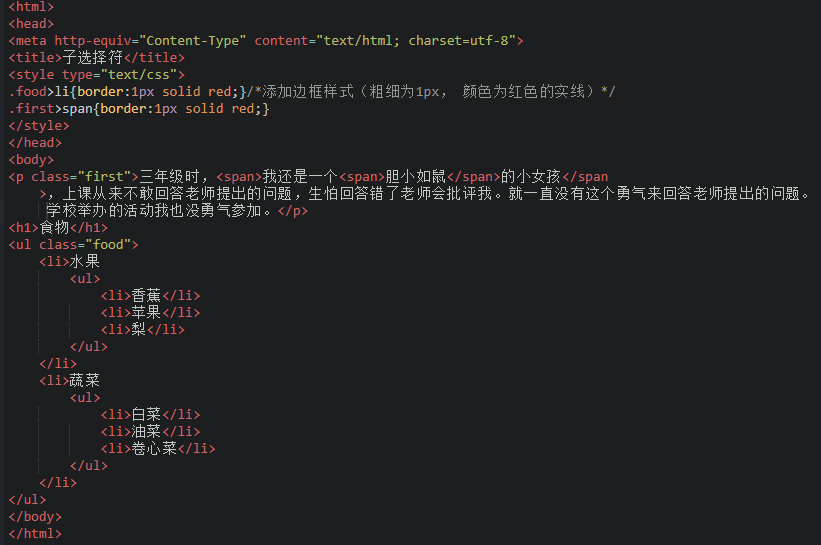 <html>
<head>
<meta http-equiv="Content-Type" content="text/html; charset=utf-8">
<title>子选择符</title>
<style type="text/css">
.food>li{border:1px solid red;}/*添加边框样式（粗细为1px， 颜色为红色的实线）*/
.first>span{border:1px solid red;}
</style>
</head>
<body>
<p class="first">三年级时，<span>我还是一个<span>胆小如鼠</span>的小女孩</span
>，上课从来不敢回答老师提出的问题，生怕回答错了老师会批评我。就一直没有这个勇气来回答老师提出的问题。
学校举办的活动我也没勇气参加。</p>
<h1>食物</h1>
<ul class="food">
<li>水果
<ul>
<li>香蕉</li>
<li>苹果</li>
<li>梨</li>
</ul>
</li>
<li>蔬菜
<ul>
<li>白菜</li>
<li>油菜</li>
<li>卷心菜</li>
</ul>
</li>
</ul>
</body>
</html>